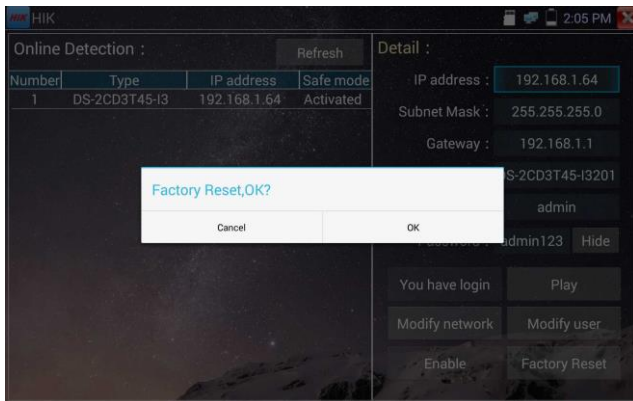 HIK HIK
2:05 PM
Online Detection :
Refresh
Number Type IP address Safe mode
1 DS-2CD3T45-I3 192.168.1.64 Activated
Detail :
IP address : 192.168.1.64
Subnet Mask : 255.255.255.0
Gateway : 192.168.1.1
S-2CD3T45-I3201
admin
Password : admin123 Hide
You have login Play
Modify network Modify user
Enable Factory Reset
Factory Reset,OK?
Cancel OK